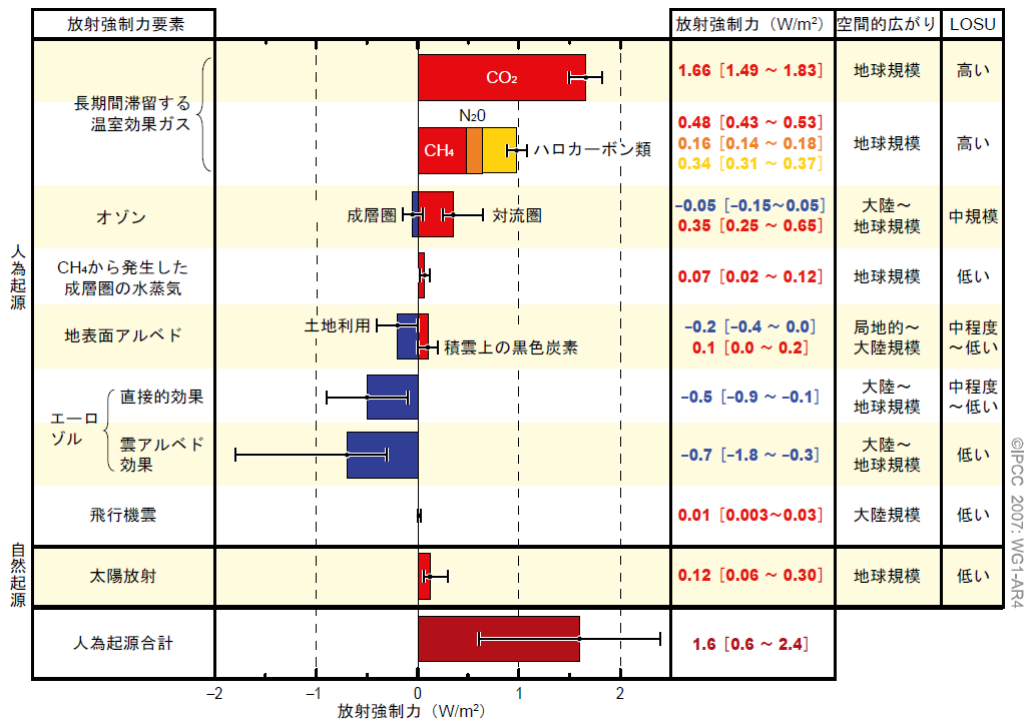 放射強制力要素
放射強制力（W/m²）
空間的広がり
LOSU
人為起源
長期間滞留する
温室効果ガス
CO₂
1.66［1.49 ～ 1.83］
地球規模
高い
N₂0
CH₄
ハロカーボン類
0.48［0.43 ～ 0.53］
0.16［0.14 ～ 0.18］
0.34［0.31 ～ 0.37］
地球規模
高い
オゾン
成層圏
対流圏
−0.05［−0.15～0.05］
0.35［0.25 ～ 0.65］
大陸～
地球規模
中規模
CH₄から発生した
成層圏の水蒸気
0.07［0.02 ～ 0.12］
地球規模
低い
地表面アルベド
土地利用
積雲上の黒色炭素
−0.2［−0.4 ～ 0.0］
0.1［0.0 ～ 0.2］
局地的～
大陸規模
中程度
～低い
エーロ
ゾル
直接的効果
−0.5［−0.9 ～ −0.1］
大陸～
地球規模
中程度
～低い
雲アルベド
効果
−0.7［−1.8 ～ −0.3］
大陸～
地球規模
低い
飛行機雲
0.01［0.003～0.03］
大陸規模
低い
自然起源
太陽放射
0.12［0.06 ～ 0.30］
地球規模
低い
人為起源合計
1.6［0.6 ～ 2.4］
−2 −1 0 1 2
放射強制力（W/m²）
©IPCC 2007: WG1-AR4